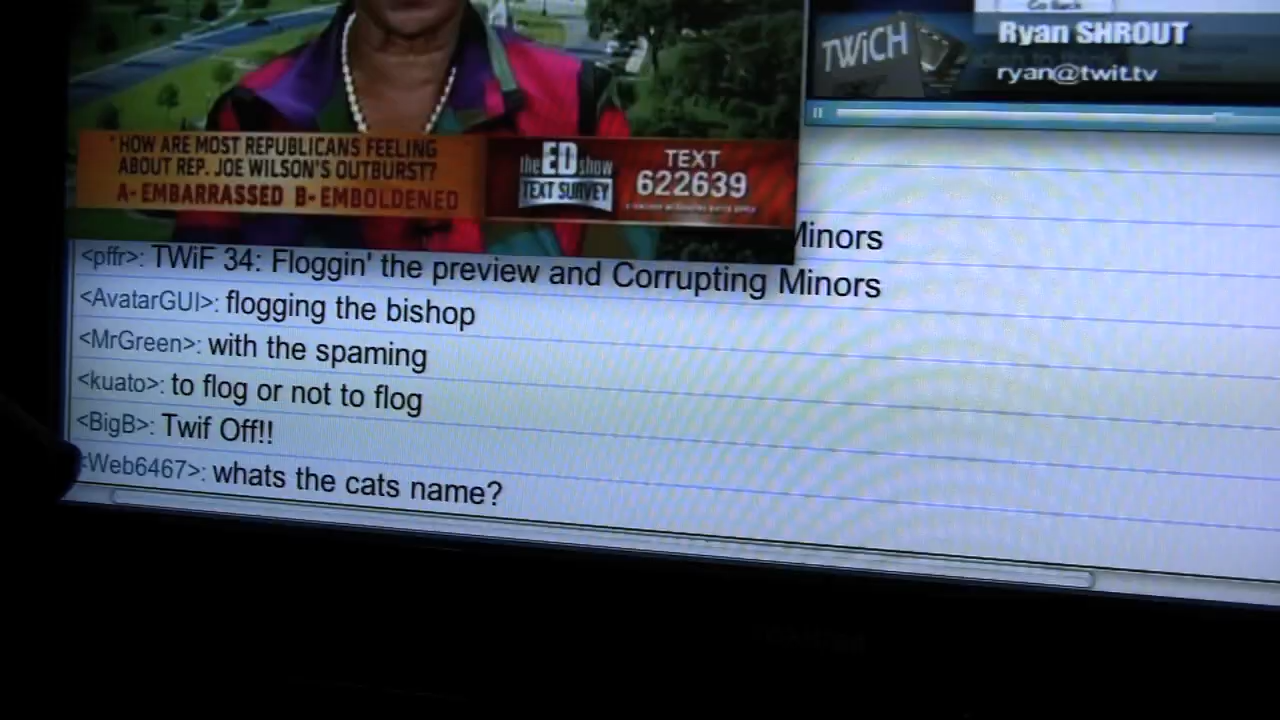 Go Back
Ryan SHROUT
TWiCH
ryan@twit.tv
"HOW ARE MOST REPUBLICANS FEELING
ABOUT REP. JOE WILSON'S OUTBURST?
A- EMBARRASSED B- EMBOLDENED
the ED show
TEXT SURVEY
TEXT
622639
Minors
<pffr>: TWiF 34: Floggin' the preview and Corrupting Minors
<AvatarGUI>: flogging the bishop
<MrGreen>: with the spaming
<kuato>: to flog or not to flog
<BigB>: Twif Off!!
<Web6467>: whats the cats name?